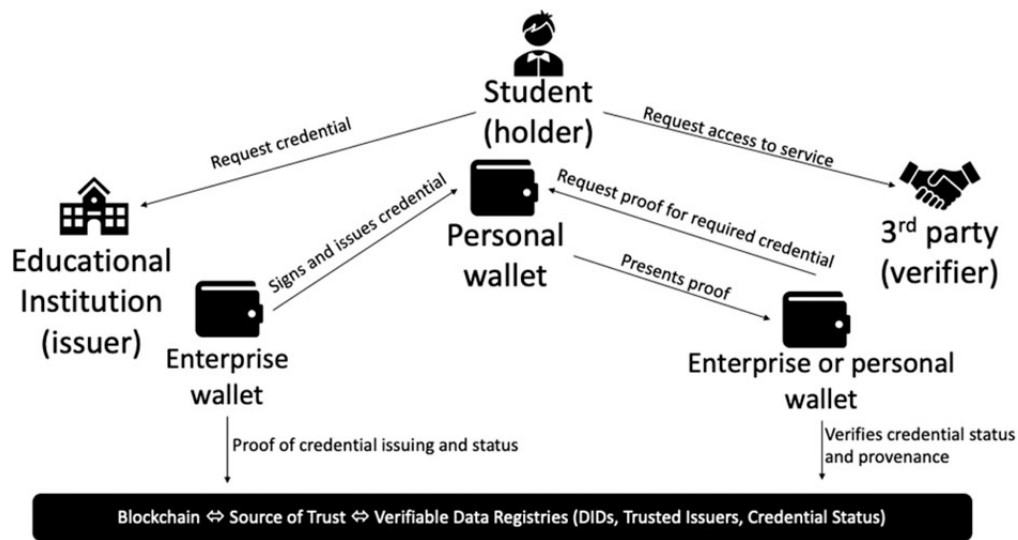 Student
(holder)
Request credential
Request access to service
Educational
Institution
(issuer)
Signs and issues credential
Personal
wallet
Request proof for required credential
3rd party
(verifier)
Presents proof
Enterprise
wallet
Enterprise or personal
wallet
Proof of credential issuing and status
Verifies credential status
and provenance
Blockchain ⇔ Source of Trust ⇔ Verifiable Data Registries (DIDs, Trusted Issuers, Credential Status)